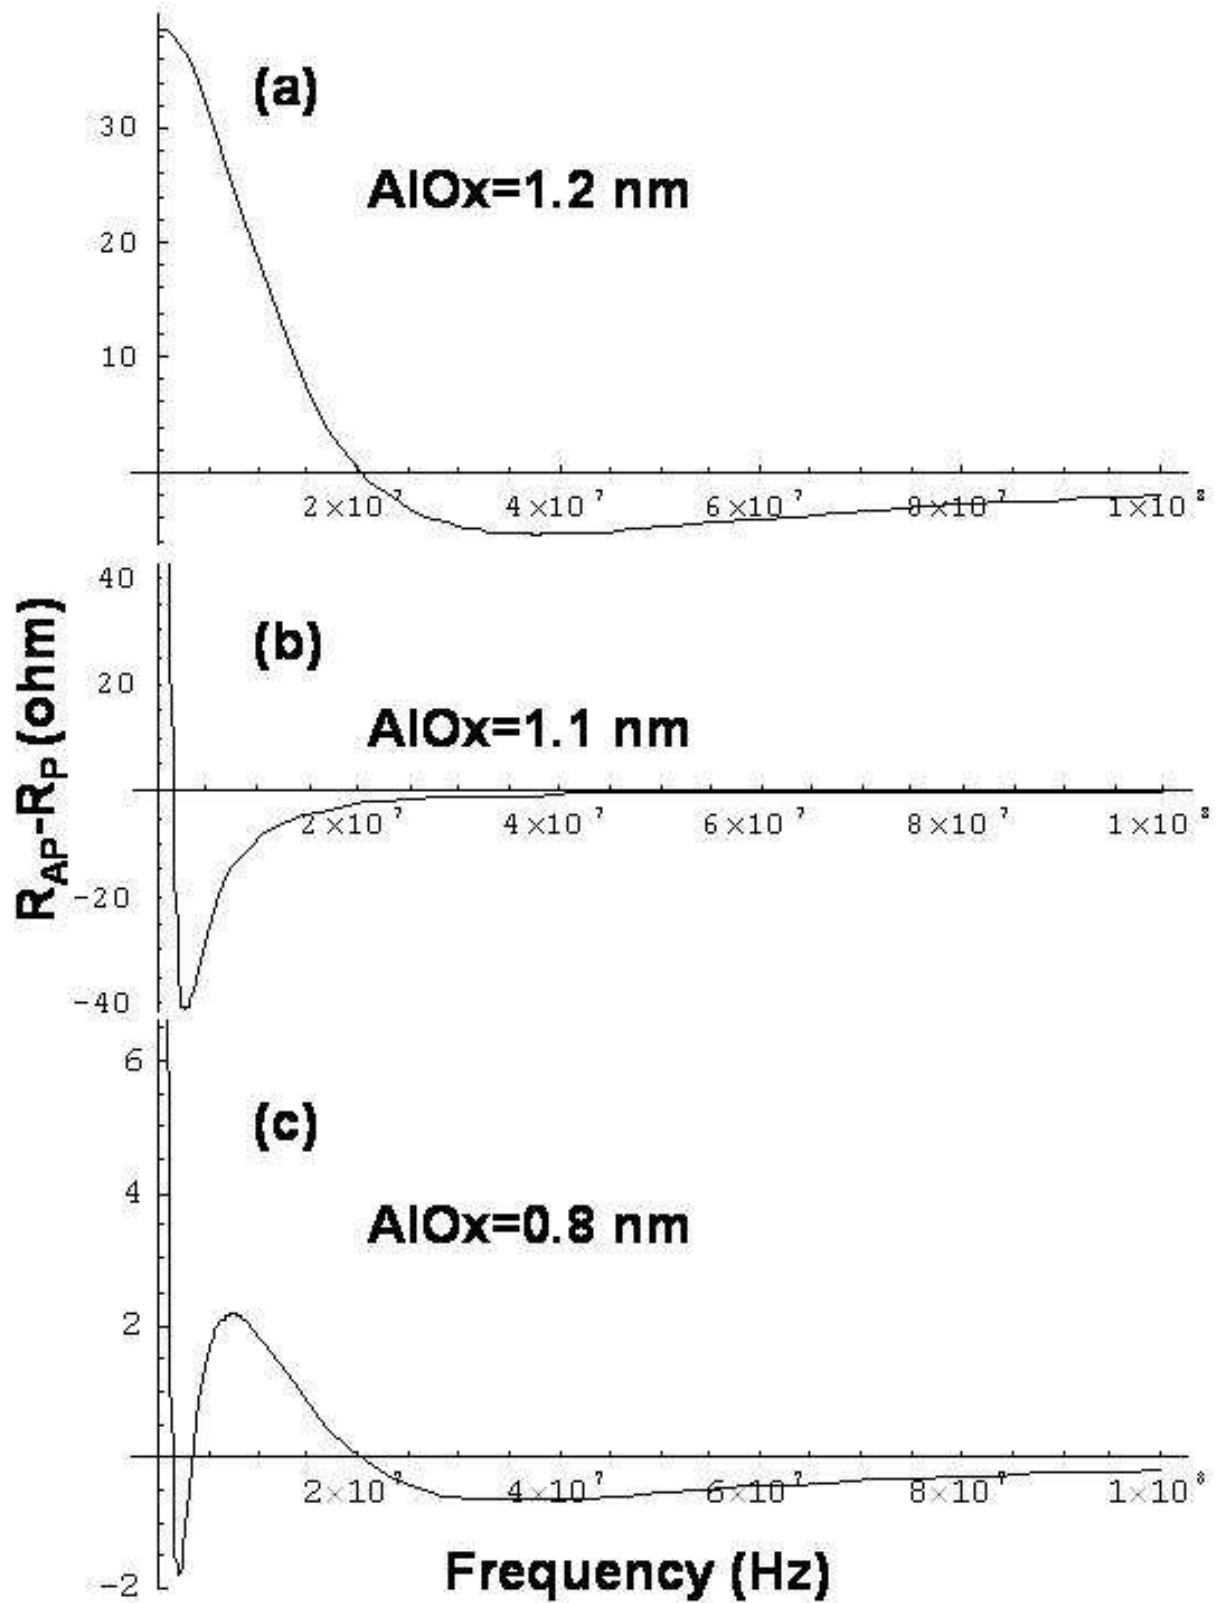 (a)
AlOx=1.2 nm
30
20
10
2×10⁷ 4×10⁷ 6×10⁷ 8×10⁷ 1×10⁸
R_AP-R_P (ohm)
(b)
AlOx=1.1 nm
40
20
-20
-40
2×10⁷ 4×10⁷ 6×10⁷ 8×10⁷ 1×10⁸
(c)
AlOx=0.8 nm
6
4
2
-2
2×10⁷ 4×10⁷ 6×10⁷ 8×10⁷ 1×10⁸
Frequency (Hz)